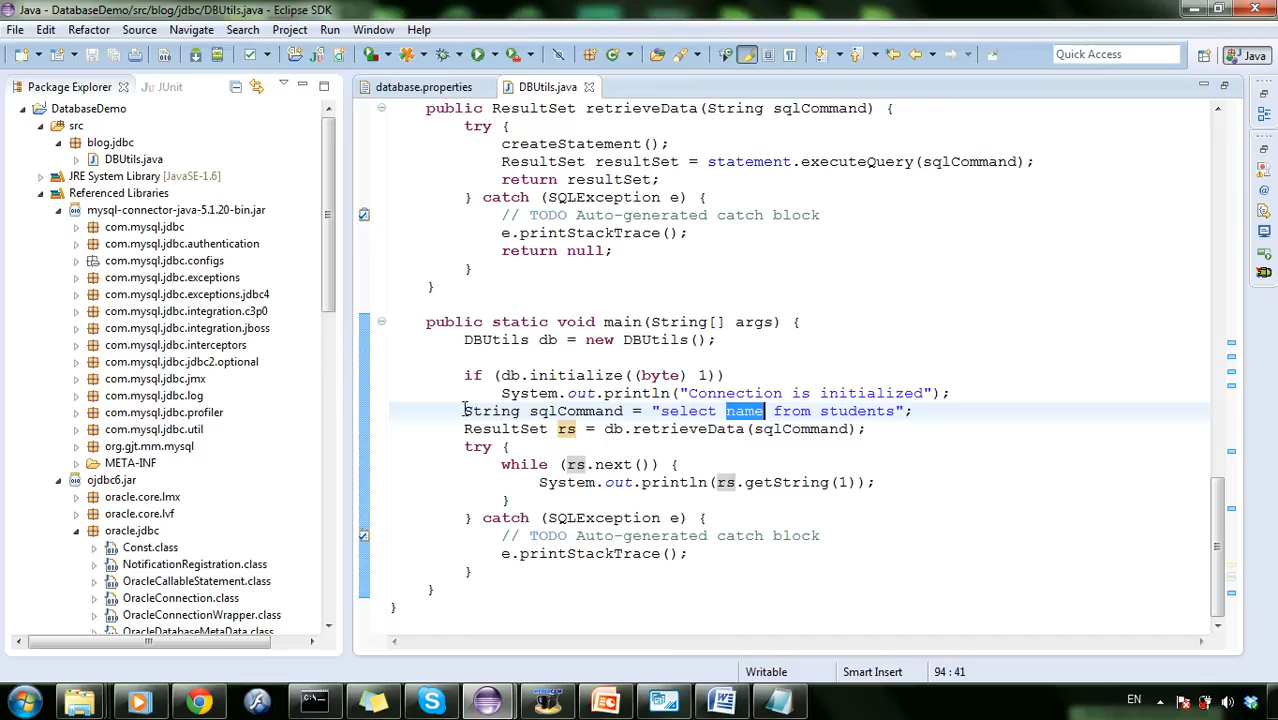 Java - DatabaseDemo/src/blog/jdbc/DBUtils.java - Eclipse SDK
File Edit Refactor Source Navigate Search Project Run Window Help
Quick Access
Java
Package Explorer
JUnit
database.properties
DBUtils.java
DatabaseDemo
src
blog.jdbc
DBUtils.java
JRE System Library [JavaSE-1.6]
Referenced Libraries
mysql-connector-java-5.1.20-bin.jar
com.mysql.jdbc
com.mysql.jdbc.authentication
com.mysql.jdbc.configs
com.mysql.jdbc.exceptions
com.mysql.jdbc.exceptions.jdbc4
com.mysql.jdbc.integration.c3p0
com.mysql.jdbc.integration.jboss
com.mysql.jdbc.interceptors
com.mysql.jdbc.jdbc2.optional
com.mysql.jdbc.jmx
com.mysql.jdbc.log
com.mysql.jdbc.profiler
com.mysql.jdbc.util
org.gjt.mm.mysql
META-INF
ojdbc6.jar
oracle.core.lmx
oracle.core.lvf
oracle.jdbc
Const.class
NotificationRegistration.class
OracleCallableStatement.class
OracleConnection.class
OracleConnectionWrapper.class
OracleDatabaseMetaData.class
public ResultSet retrieveData(String sqlCommand) {
try {
createStatement();
ResultSet resultSet = statement.executeQuery(sqlCommand);
return resultSet;
} catch (SQLException e) {
// TODO Auto-generated catch block
e.printStackTrace();
return null;
}
}
public static void main(String[] args) {
DBUtils db = new DBUtils();
if (db.initialize((byte) 1))
System.out.println("Connection is initialized");
String sqlCommand = "select name from students";
ResultSet rs = db.retrieveData(sqlCommand);
try {
while (rs.next()) {
System.out.println(rs.getString(1));
}
} catch (SQLException e) {
// TODO Auto-generated catch block
e.printStackTrace();
}
}
}
Writable
Smart Insert
94 : 41
EN